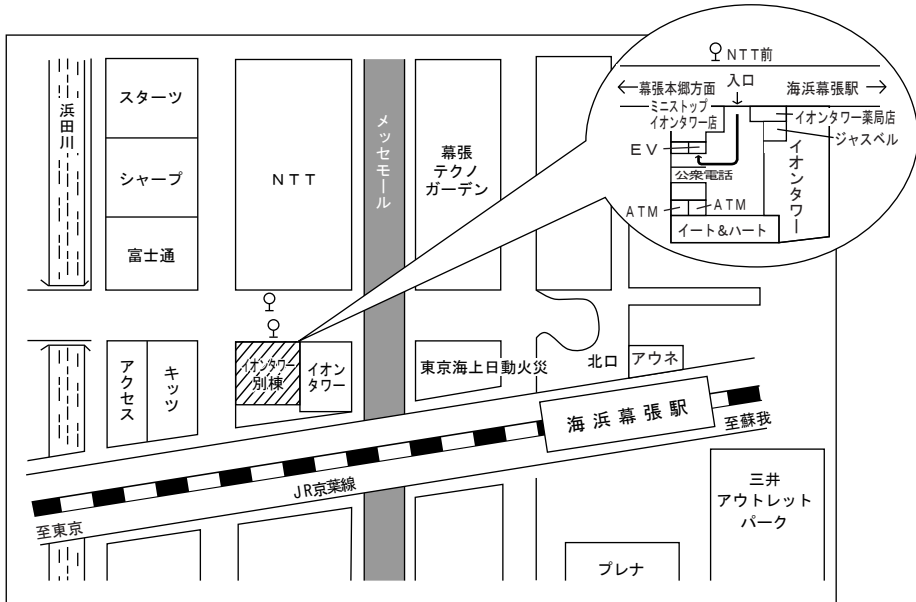 NTT前
幕張本郷方面
入口
海浜幕張駅
ミニストップ
イオンタワー店
イオンタワー薬局店
ジャスベル
EV
公衆電話
イオンタワー
ATM
ATM
イート&ハート
浜田川
スターツ
シャープ
富士通
NTT
メッセモール
幕張
テクノ
ガーデン
アクセス
キッツ
イオンタワー
別棟
イオン
タワー
東京海上日動火災
北口
アウネ
海浜幕張駅
至蘇我
JR京葉線
至東京
三井
アウトレット
パーク
プレナ